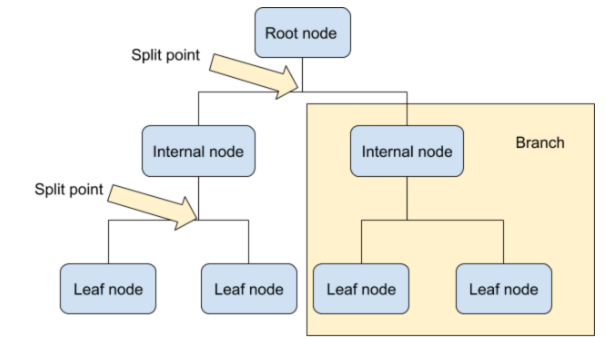 Root node
Split point
Internal node
Internal node
Branch
Split point
Leaf node
Leaf node
Leaf node
Leaf node